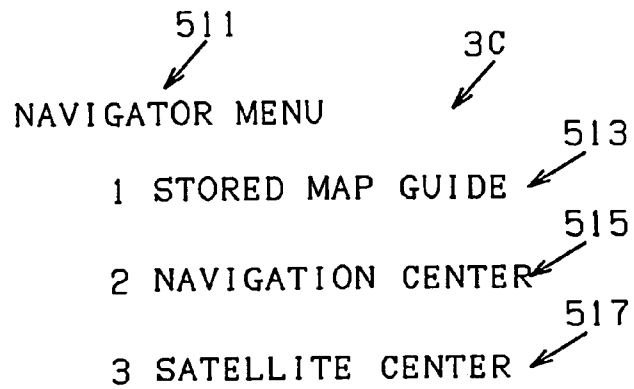 511
3C
NAVIGATOR MENU
513
1 STORED MAP GUIDE
515
2 NAVIGATION CENTER
517
3 SATELLITE CENTER